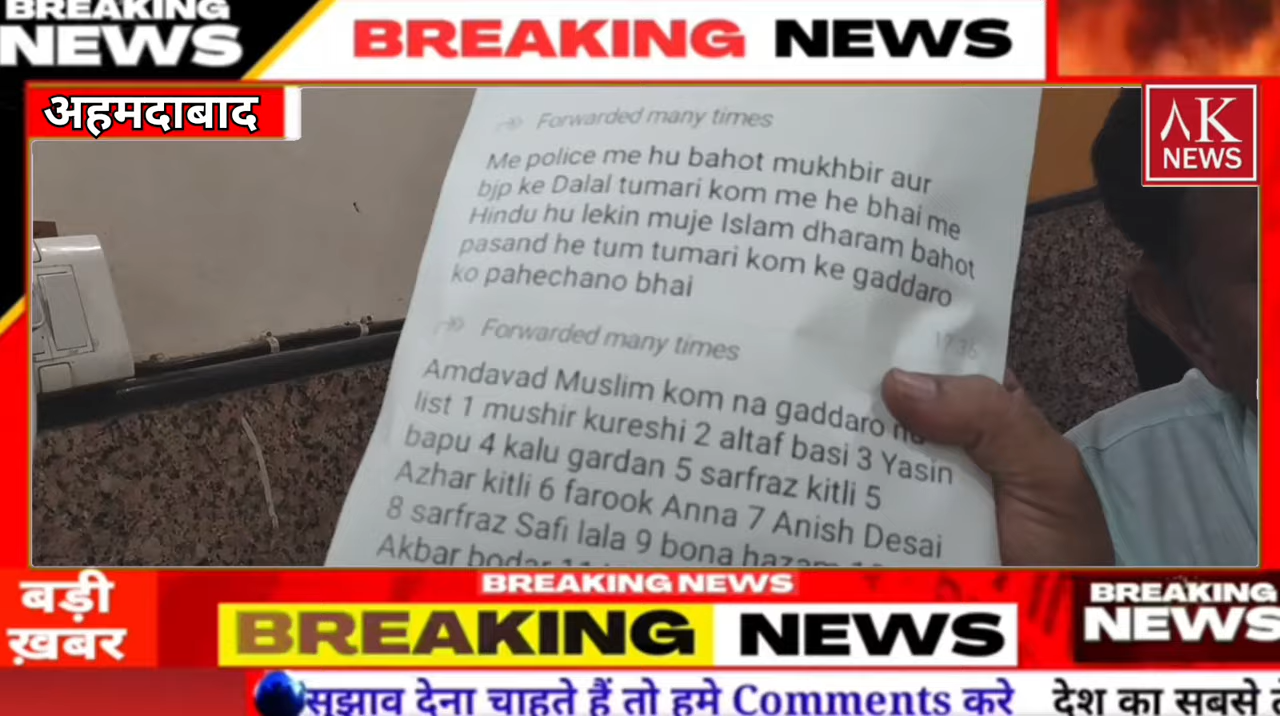 BREAKING
NEWS
BREAKING NEWS
अहमदाबाद
AK
NEWS
Forwarded many times
Me police me hu bahot mukhbir aur
bjp ke Dalal tumari kom me he bhai me
Hindu hu lekin muje Islam dharam bahot
pasand he tum tumari kom ke gaddaro
ko pahechano bhai
17:36
Forwarded many times
Amdavad Muslim kom na gaddaro
list 1 mushir kureshi 2 altaf basi 3 Yasin
bapu 4 kalu gardan 5 sarfraz kitli 5
Azhar kitli 6 farook Anna 7 Anish Desai
8 sarfraz Safi lala 9 bona hazam
Akbar
बड़ी
ख़बर
BREAKING NEWS
BREAKING NEWS
BREAKING
NEWS
सुझाव देना चाहते हैं तो हमे Comments करे देश का सबसे